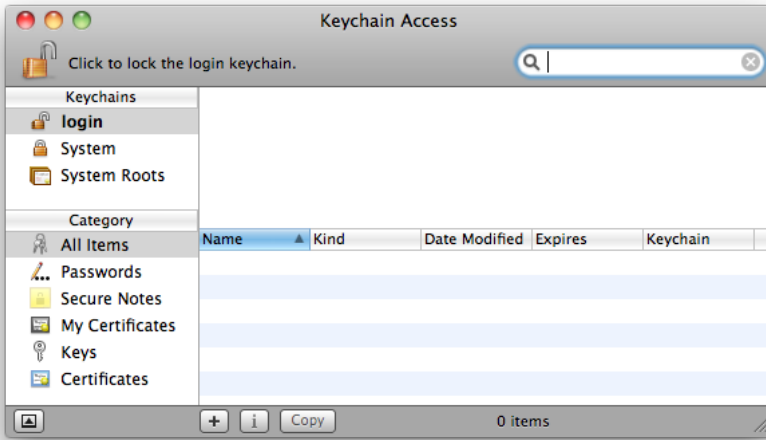 Keychain Access
Click to lock the login keychain.
Keychains
login
System
System Roots
Category
All Items
Passwords
Secure Notes
My Certificates
Keys
Certificates
Name Kind Date Modified Expires Keychain
+ i Copy 0 items